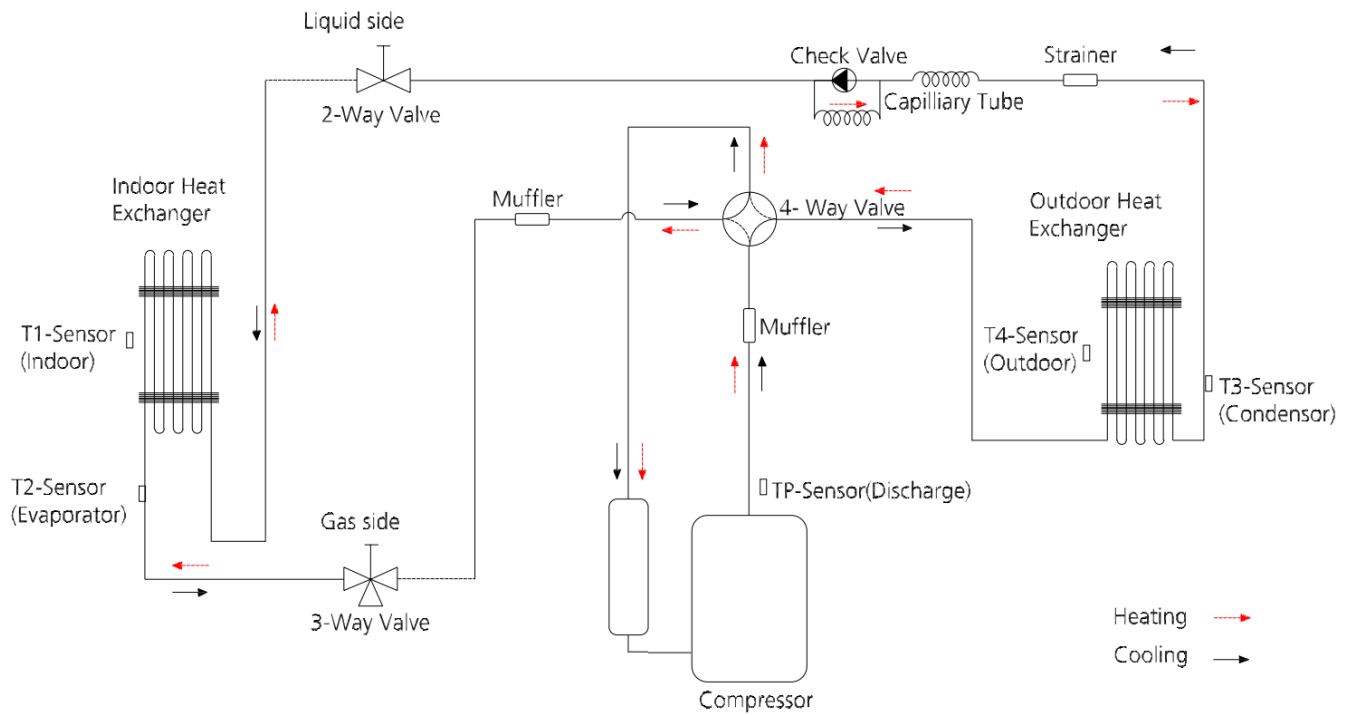 Liquid side
2-Way Valve
Check Valve
Capilliary Tube
Strainer
Indoor Heat
Exchanger
Muffler
4- Way Valve
Outdoor Heat
Exchanger
T1-Sensor
(Indoor)
Muffler
T4-Sensor
(Outdoor)
T3-Sensor
(Condensor)
T2-Sensor
(Evaporator)
TP-Sensor(Discharge)
Gas side
3-Way Valve
Heating
Cooling
Compressor